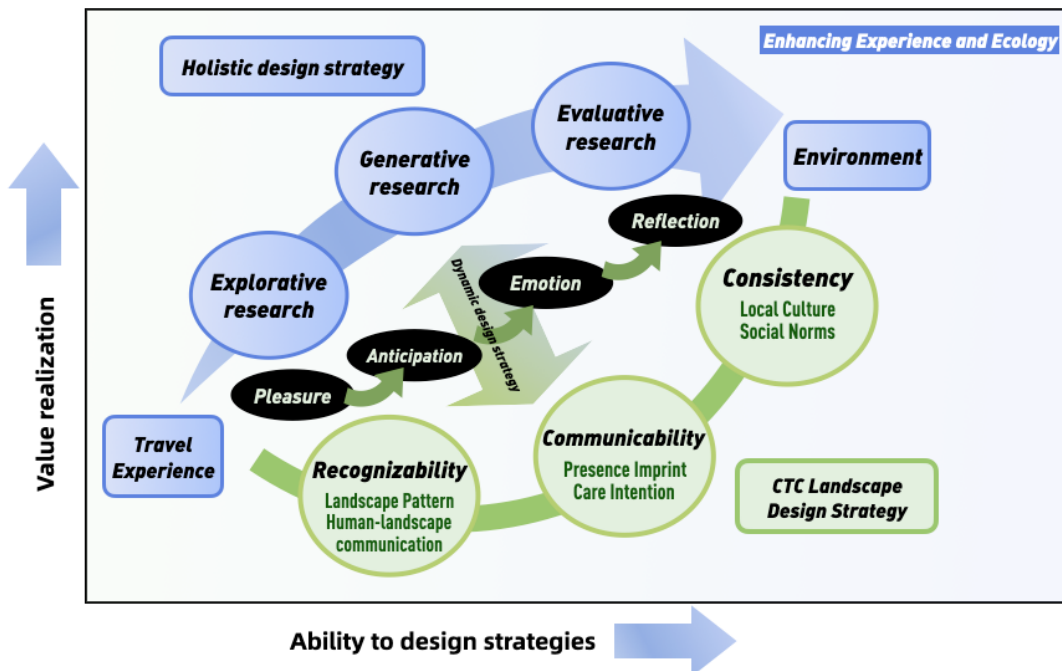 Enhancing Experience and Ecology
Holistic design strategy
Evaluative
research
Generative
research
Environment
Reflection
Explorative
research
Dynamic design strategy
Emotion
Consistency
Local Culture
Social Norms
Anticipation
Pleasure
Travel
Experience
Recognizability
Landscape Pattern
Human-landscape
communication
Communicability
Presence Imprint
Care Intention
CTC Landscape
Design Strategy
Value realization
Ability to design strategies